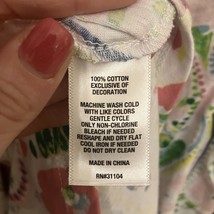 100% COTTON
EXCLUSIVE OF
DECORATION
MACHINE WASH COLD
WITH LIKE COLORS
GENTLE CYCLE
ONLY NON-CHLORINE
BLEACH IF NEEDED
RESHAPE AND DRY FLAT
COOL IRON IF NEEDED
DO NOT DRY CLEAN
MADE IN CHINA
RN#31104